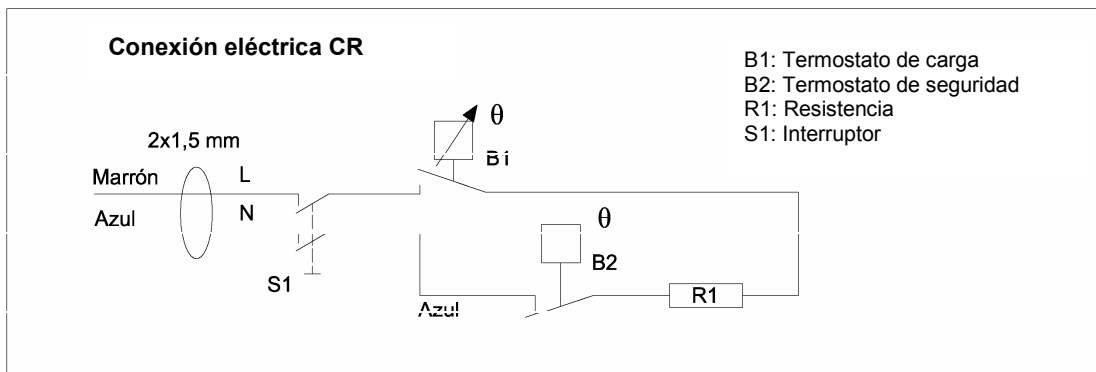 Conexión eléctrica CR
B1: Termostato de carga
B2: Termostato de seguridad
R1: Resistencia
S1: Interruptor
θ
B1
2x1,5 mm
Marrón
L
Azul
N
θ
B2
S1
R1
Azul